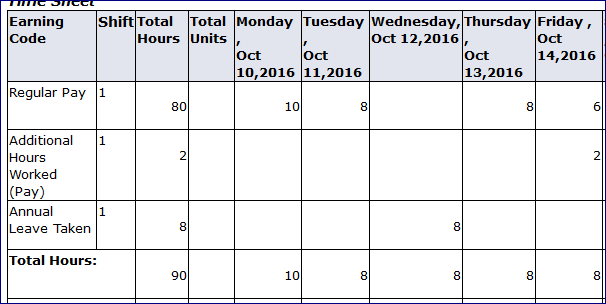 Time Sheet
Earning Code Shift Total Hours Total Units Monday , Oct 10,2016 Tuesday , Oct 11,2016 Wednesday, Oct 12,2016 Thursday , Oct 13,2016 Friday , Oct 14,2016
Regular Pay 1 80 10 8 8 6
Additional Hours Worked (Pay) 1 2 2
Annual Leave Taken 1 8 8
Total Hours: 90 10 8 8 8 8